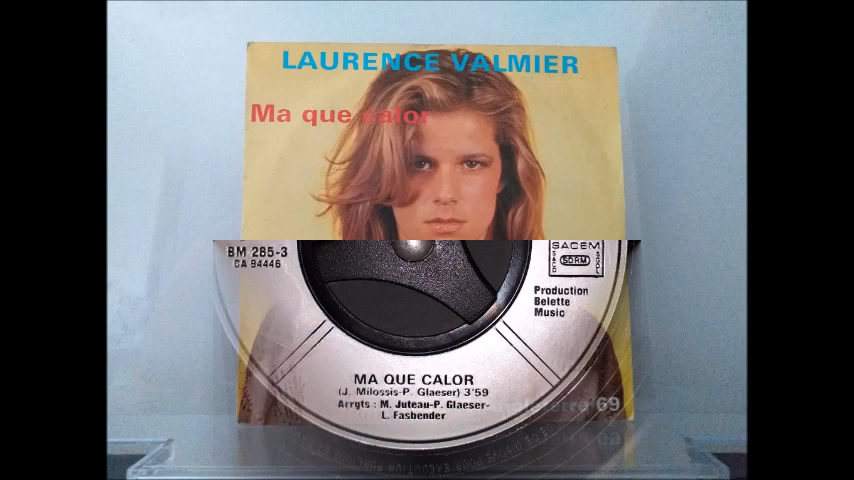 LAURENCE VALMIER
Ma que calor
BM 285-3
CA 94446
SACEM
SDRM
Production
Belette
Music
MA QUE CALOR
(J. Milossis-P. Glaeser) 3'59
Arrgts : M. Juteau-P. Glaeser-
L. Fasbender
69